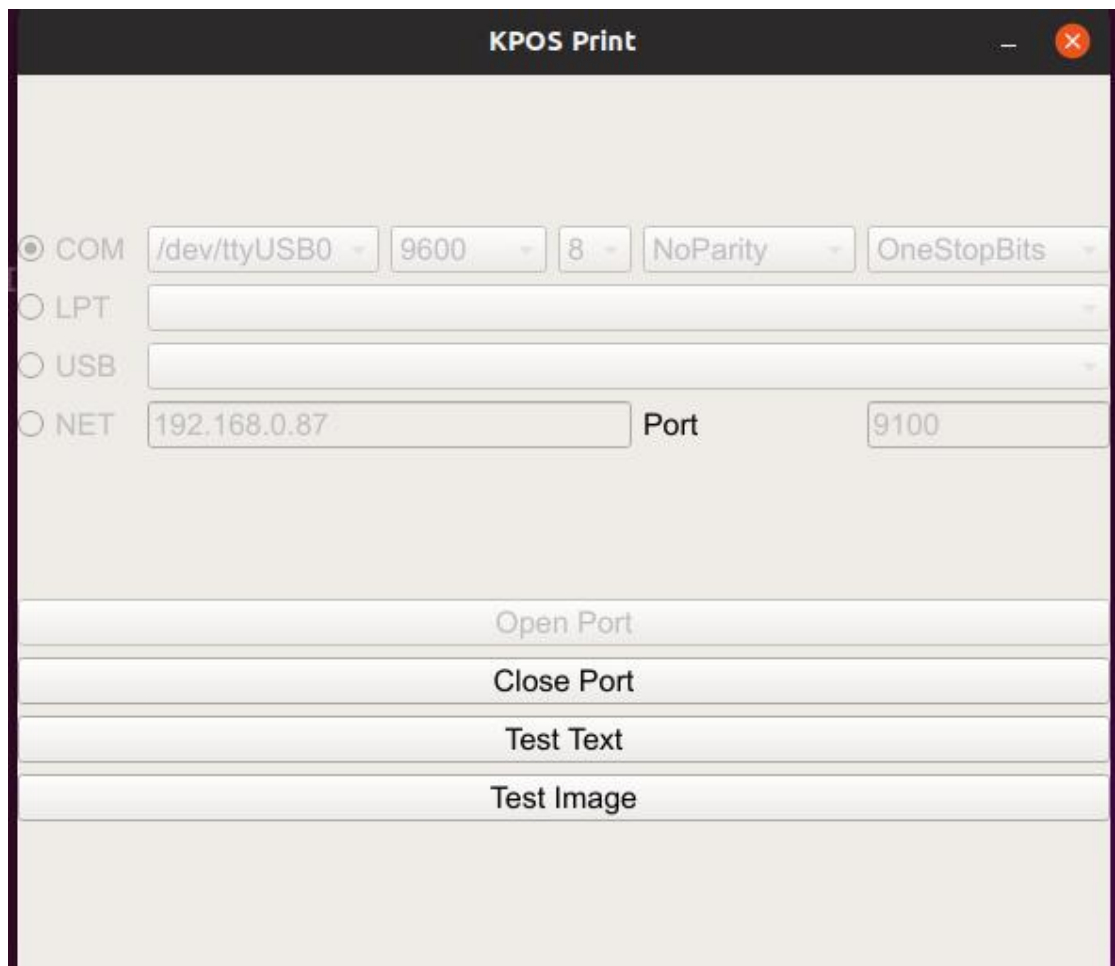 KPOS Print
COM /dev/ttyUSB0 9600 8 NoParity OneStopBits
LPT
USB
NET 192.168.0.87 Port 9100
Open Port
Close Port
Test Text
Test Image